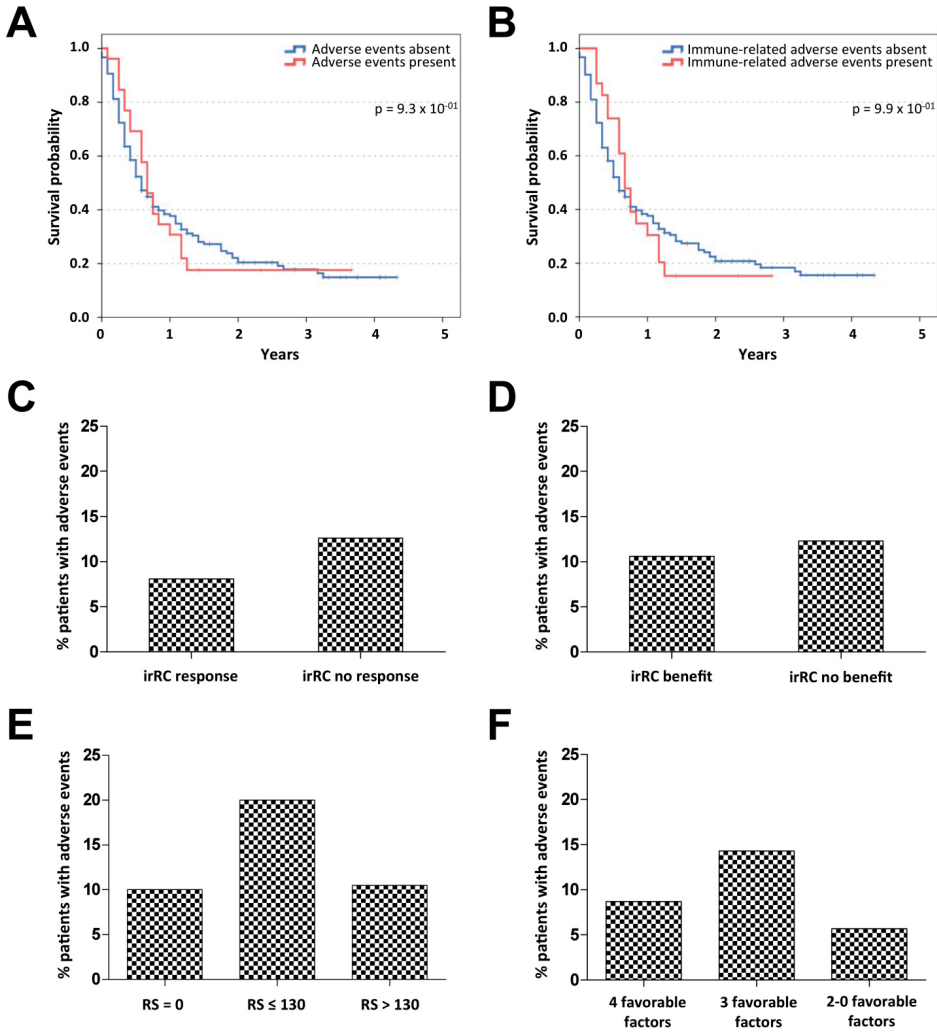 A
Adverse events absent
Adverse events present
p = 9.3 x 10-01
Survival probability
1.0
0.8
0.6
0.4
0.2
0.0
0 1 2 3 4 5
Years
B
Immune-related adverse events absent
Immune-related adverse events present
p = 9.9 x 10-01
Survival probability
1.0
0.8
0.6
0.4
0.2
0.0
0 1 2 3 4 5
Years
C
% patients with adverse events
25
20
15
10
5
0
irRC response irRC no response
D
% patients with adverse events
25
20
15
10
5
0
irRC benefit irRC no benefit
E
% patients with adverse events
25
20
15
10
5
0
RS = 0 RS ≤ 130 RS > 130
F
% patients with adverse events
25
20
15
10
5
0
4 favorable 3 favorable 2-0 favorable
factors factors factors